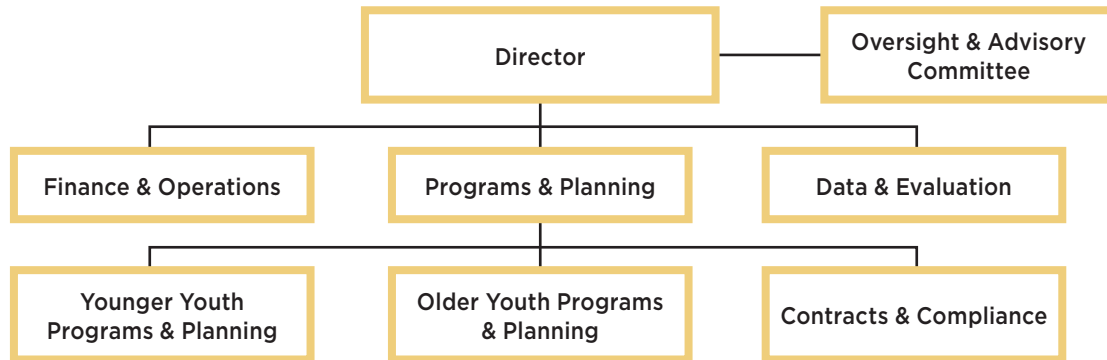 Director
Oversight & Advisory
Committee
Finance & Operations
Programs & Planning
Data & Evaluation
Younger Youth
Programs & Planning
Older Youth Programs
& Planning
Contracts & Compliance